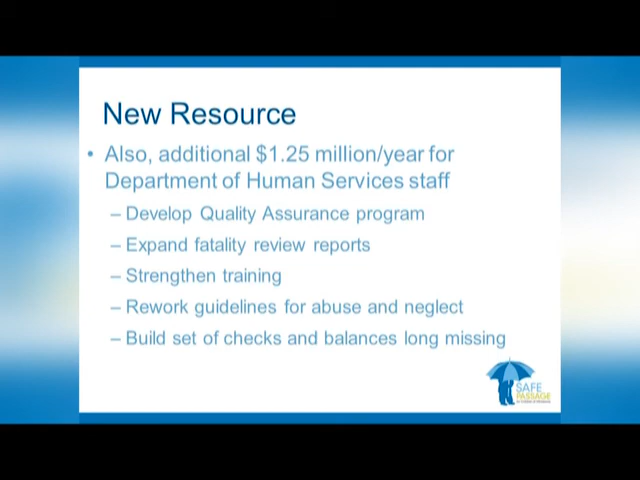 New Resource
• Also, additional $1.25 million/year for
Department of Human Services staff
– Develop Quality Assurance program
– Expand fatality review reports
– Strengthen training
– Rework guidelines for abuse and neglect
– Build set of checks and balances long missing
SAFE
PASSAGE